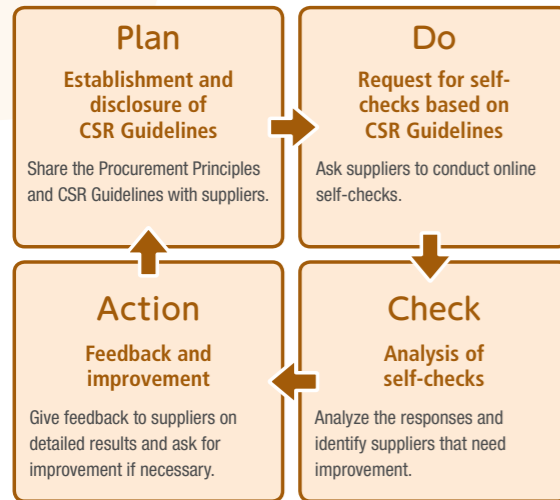 Plan
Establishment and
disclosure of
CSR Guidelines
Share the Procurement Principles
and CSR Guidelines with suppliers.
Do
Request for self-
checks based on
CSR Guidelines
Ask suppliers to conduct online
self-checks.
Action
Feedback and
improvement
Give feedback to suppliers on
detailed results and ask for
improvement if necessary.
Check
Analysis of
self-checks
Analyze the responses and
identify suppliers that need
improvement.